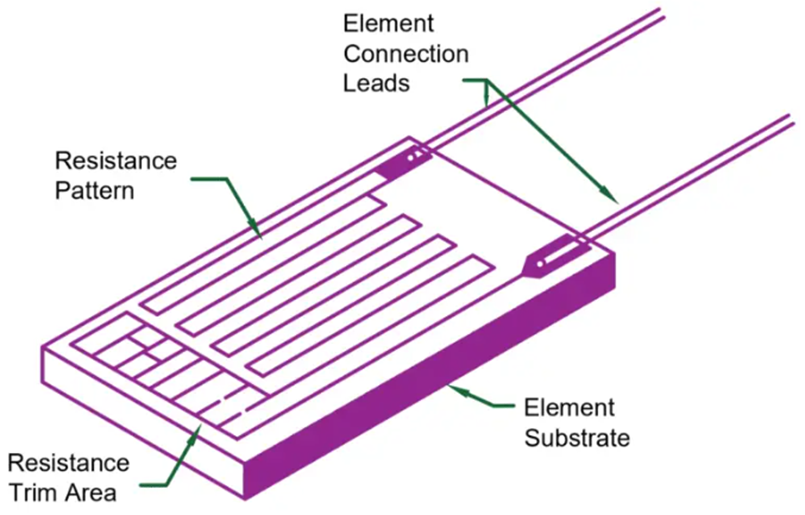 Element
Connection
Leads
Resistance
Pattern
Element
Substrate
Resistance
Trim Area